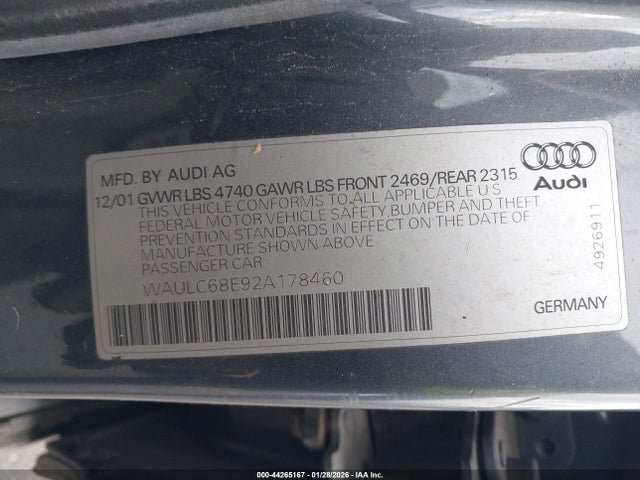 MFD. BY AUDI AG
12/01 GVWR LBS 4740 GAWR LBS FRONT 2469/REAR 2315
THIS VEHICLE CONFORMS TO ALL APPLICABLE U S
FEDERAL MOTOR VEHICLE SAFETY, BUMPER AND THEFT
PREVENTION STANDARDS IN EFFECT ON THE DATE OF
MANUFACTURE SHOWN ABOVE
PASSENGER CAR
WAULC68E92A178460
Audi
4926911
GERMANY
000-44265167 | 01/28/2026 - IAA Inc.